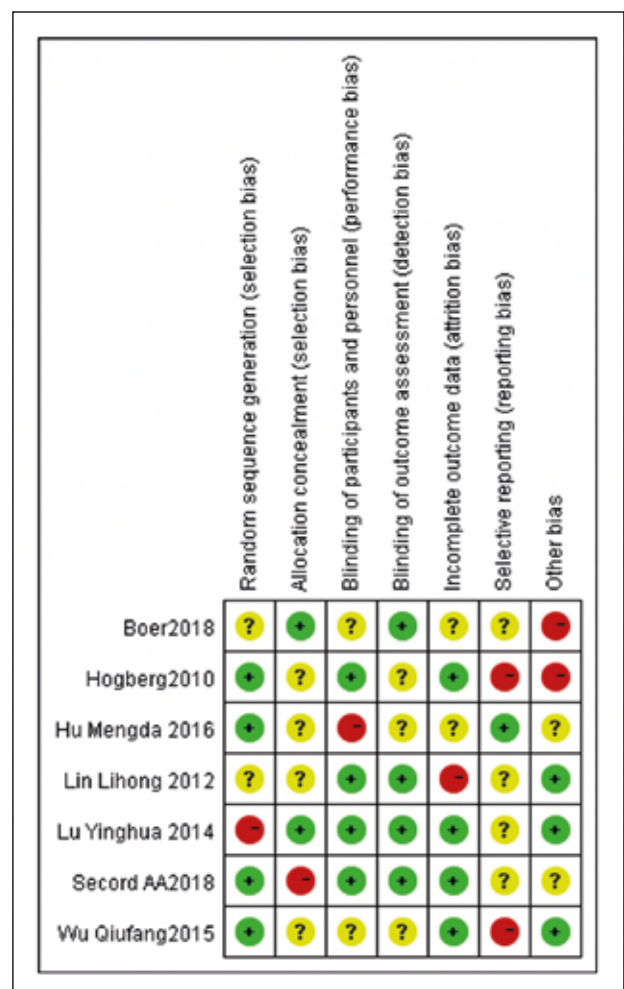 Random sequence generation (selection bias)
Allocation concealment (selection bias)
Blinding of participants and personnel (performance bias)
Blinding of outcome assessment (detection bias)
Incomplete outcome data (attrition bias)
Selective reporting (reporting bias)
Other bias
Boer2018 ? + ? + ? ? -
Hogberg2010 + ? + ? + - -
Hu Mengda 2016 + ? - ? ? + ?
Lin Lihong 2012 ? ? + + - ? +
Lu Yinghua 2014 - + + + + ? +
Secord AA2018 + - + + + ? ?
Wu Qiufang2015 + ? ? ? + - +